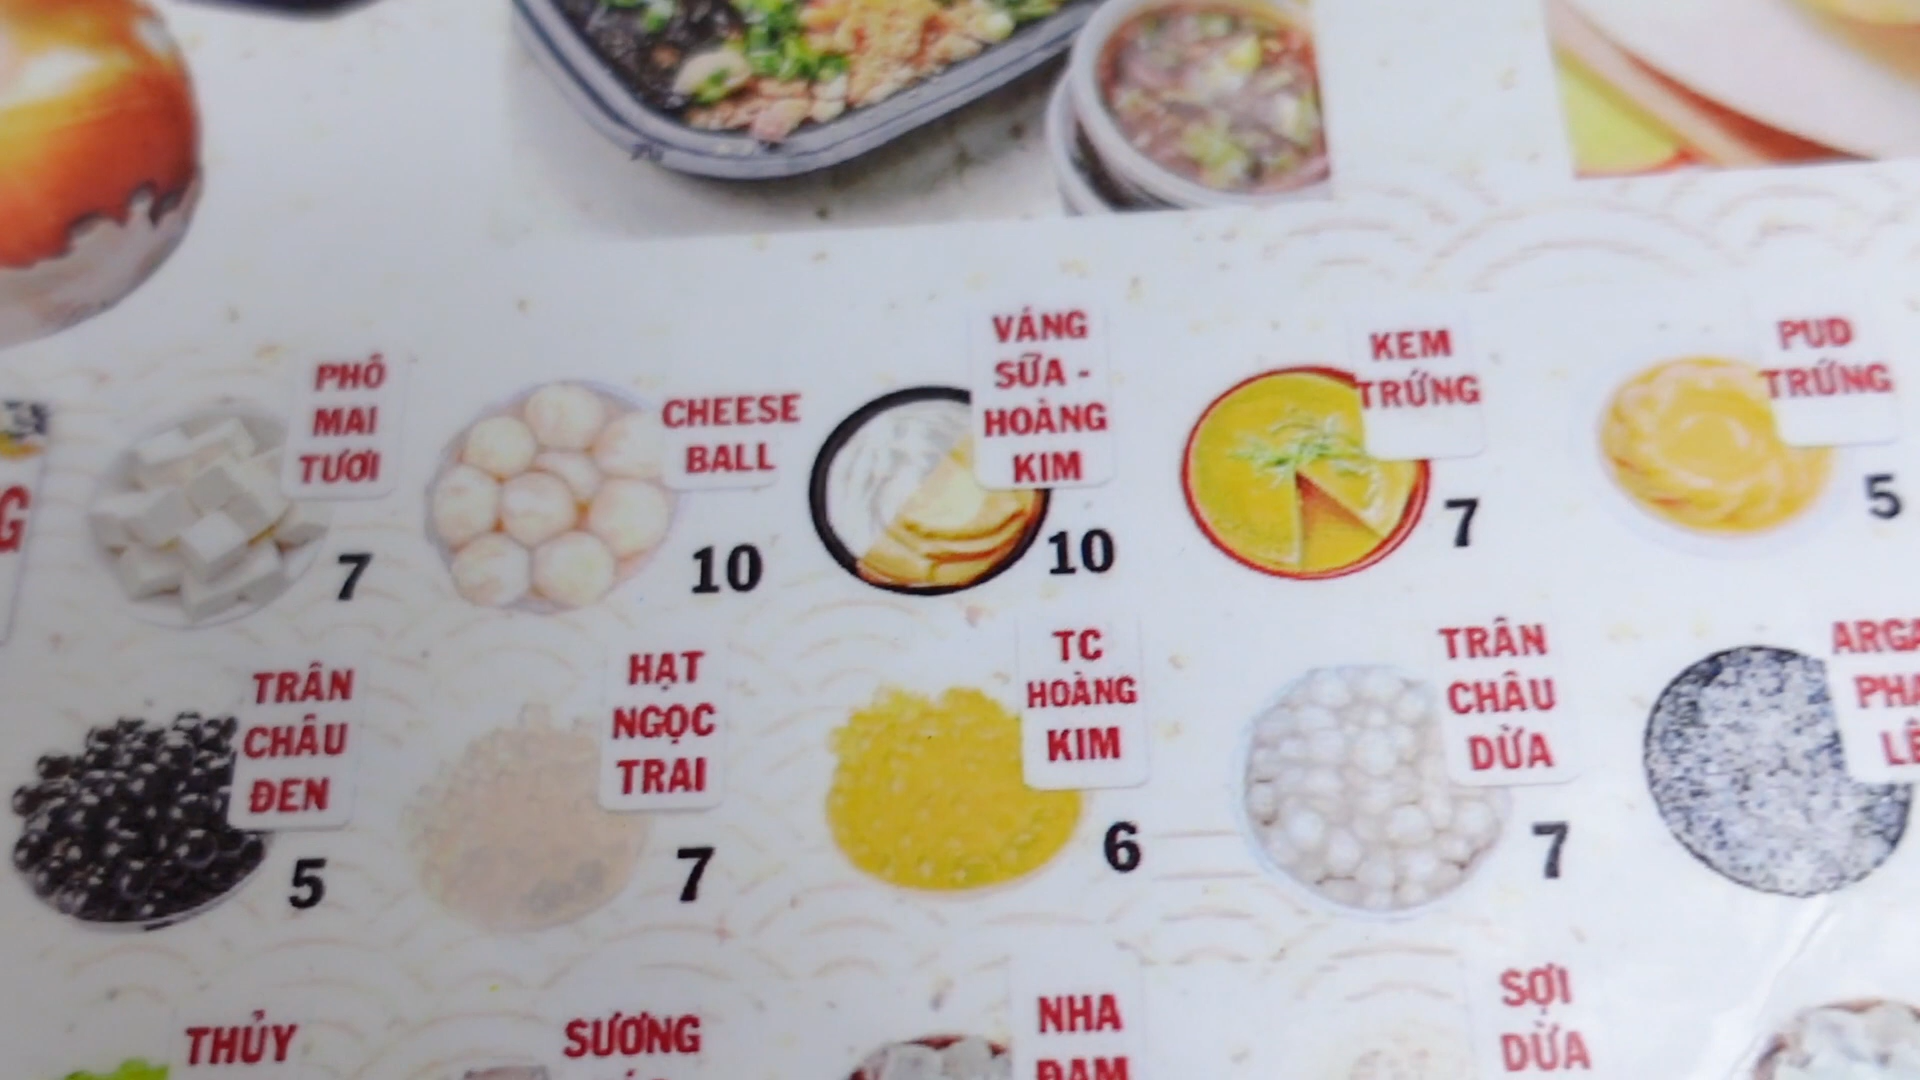 PHÔ
MAI
TƯƠI
7
CHEESE
BALL
10
VÁNG
SỮA -
HOÀNG
KIM
10
KEM
TRỨNG
7
PUD
TRỨNG
5
G
TRÂN
CHÂU
ĐEN
5
HẠT
NGỌC
TRAI
7
TC
HOÀNG
KIM
6
TRÂN
CHÂU
DỪA
7
THỦY
SƯƠNG
NHA
ĐAM
SỢI
DỪA